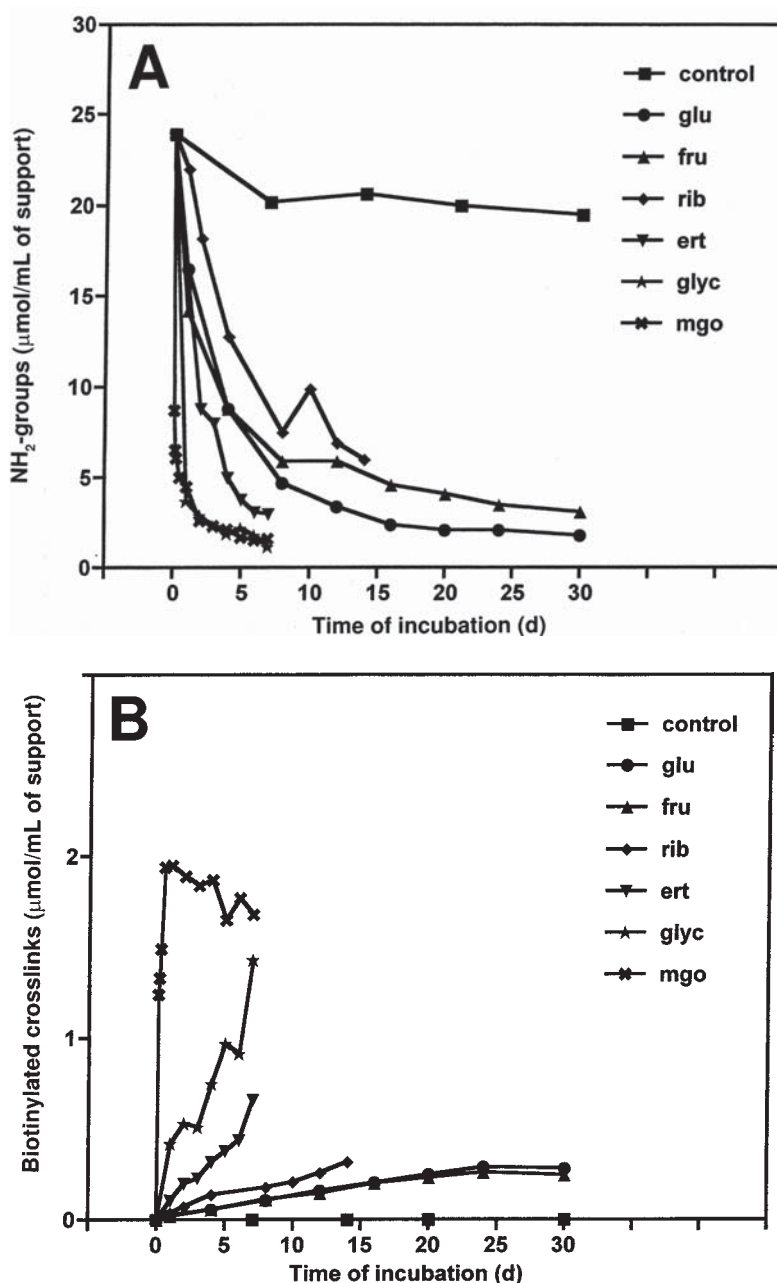 A
30
25
20
15
10
5
0
NH₂-groups (μmol/mL of support)
control
glu
fru
rib
ert
glyc
mgo
0 5 10 15 20 25 30
Time of incubation (d)
B
2
1
0
Biotinylated crosslinks (μmol/mL of support)
control
glu
fru
rib
ert
glyc
mgo
0 5 10 15 20 25 30
Time of incubation (d)